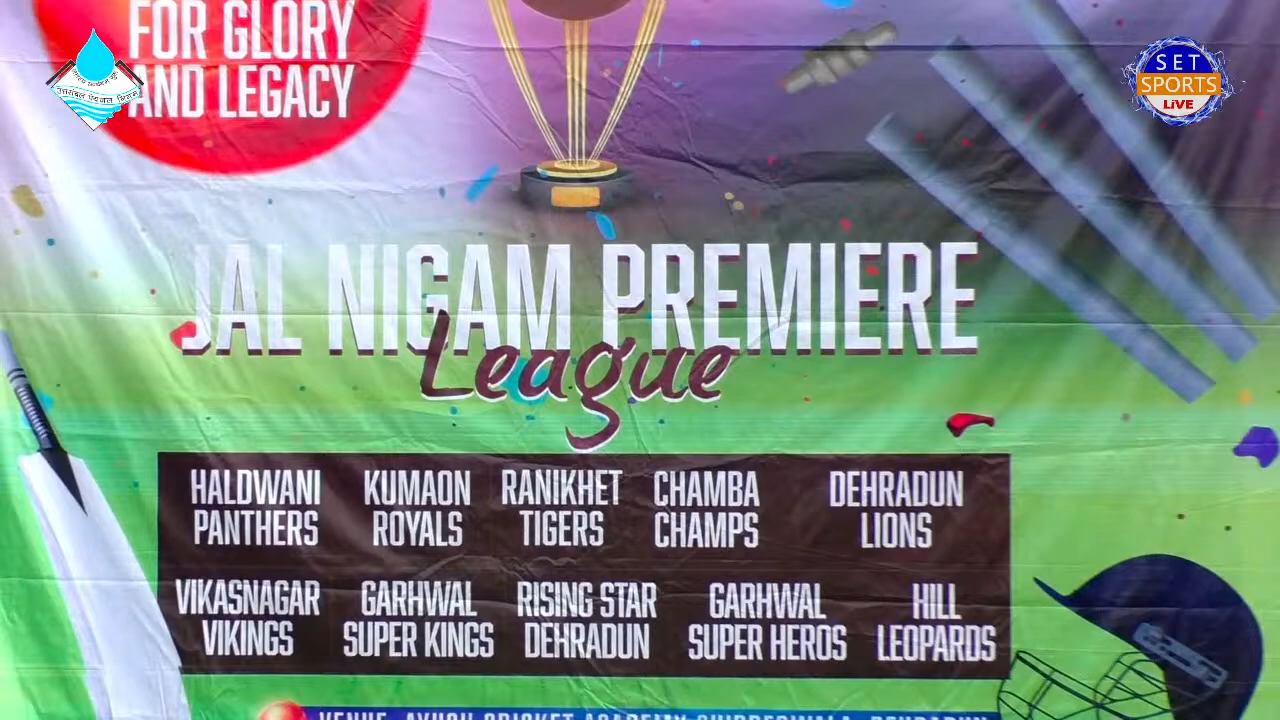 FOR GLORY
AND LEGACY
SET
SPORTS
LiVE
JAL NIGAM PREMIERE
League
HALDWANI PANTHERS
KUMAON ROYALS
RANIKHET TIGERS
CHAMBA CHAMPS
DEHRADUN LIONS
VIKASNAGAR VIKINGS
GARHWAL SUPER KINGS
RISING STAR DEHRADUN
GARHWAL SUPER HEROS
HILL LEOPARDS